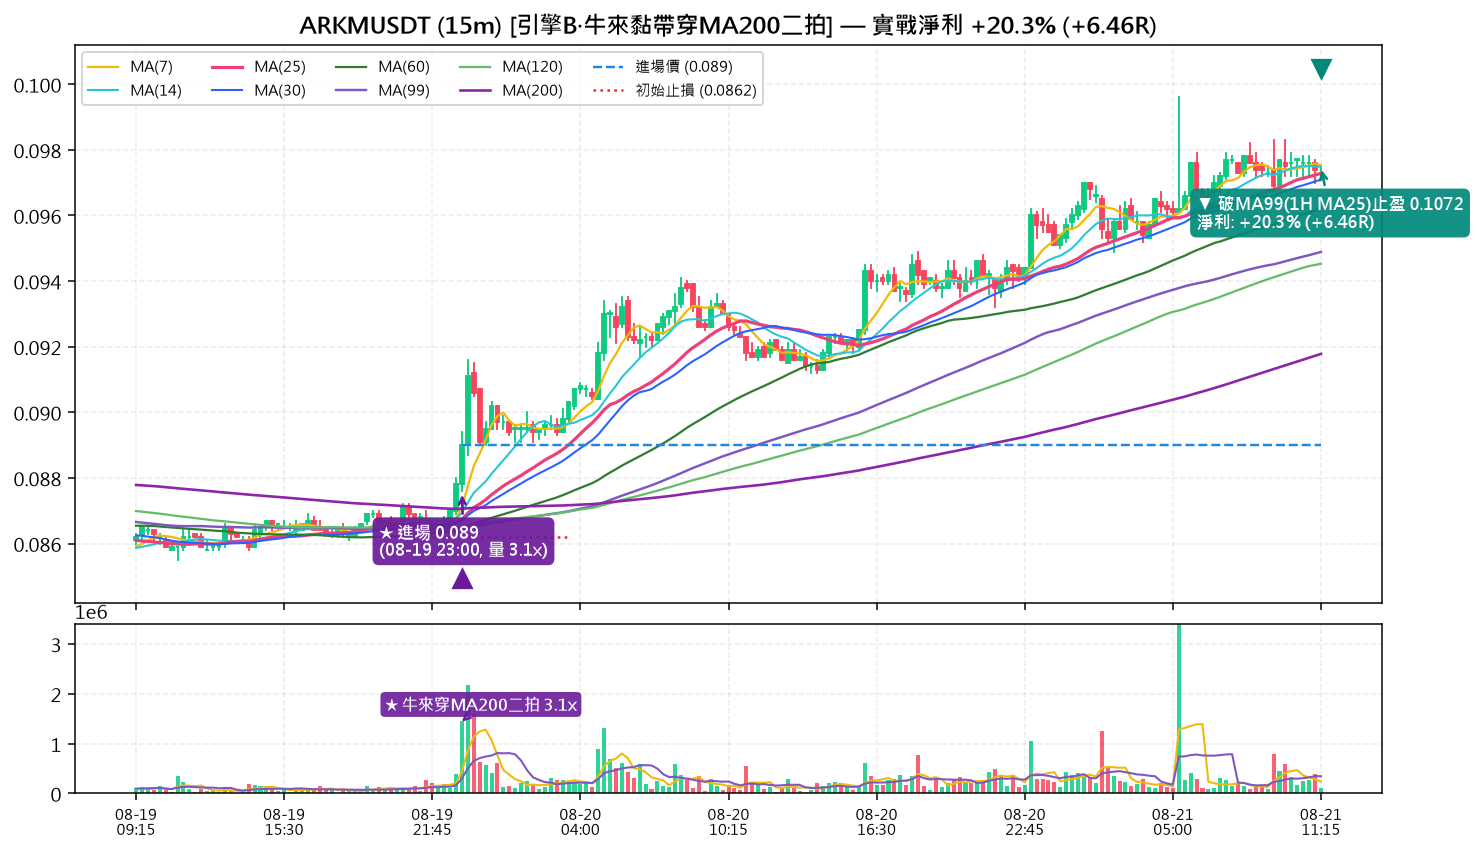 ARKMUSDT (15m) [引擎B·牛來黏帶穿MA200二拍] — 實戰淨利 +20.3% (+6.46R)
MA(7)
MA(14)
MA(25)
MA(30)
MA(60)
MA(99)
MA(120)
MA(200)
進場價 (0.089)
初始止損 (0.0862)
0.100
0.098
0.096
0.094
0.092
0.090
0.088
0.086
▼ 破MA99(1H MA25)止盈 0.1072
淨利: +20.3% (+6.46R)
★ 進場 0.089
(08-19 23:00, 量 3.1x)
1e6
3
2
1
0
★ 牛來穿MA200二拍 3.1x
08-19
09:15
08-19
15:30
08-19
21:45
08-20
04:00
08-20
10:15
08-20
16:30
08-20
22:45
08-21
05:00
08-21
11:15